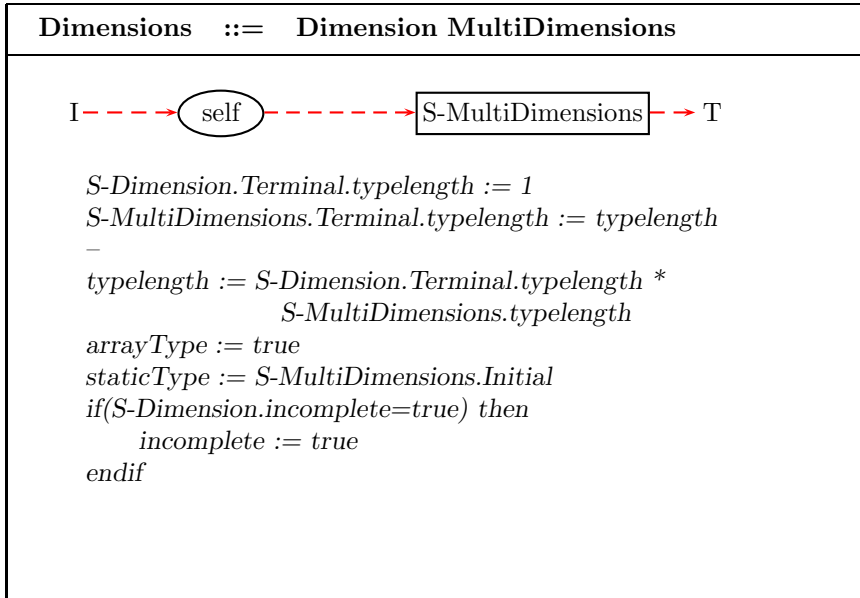 Dimensions ::= Dimension MultiDimensions
I self S-MultiDimensions T
S-Dimension.Terminal.typelength := 1
S-MultiDimensions.Terminal.typelength := typelength
–
typelength := S-Dimension.Terminal.typelength *
S-MultiDimensions.typelength
arrayType := true
staticType := S-MultiDimensions.Initial
if(S-Dimension.incomplete=true) then
incomplete := true
endif